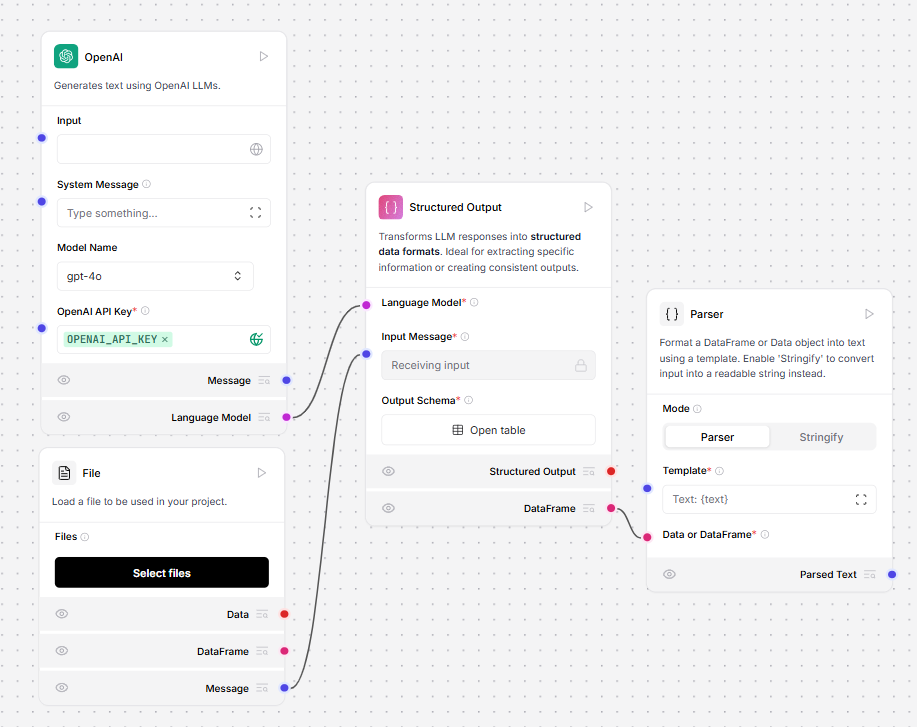 OpenAI
Generates text using OpenAI LLMs.
Input
System Message
Type something...
Model Name
gpt-4o
OpenAI API Key*
OPENAI_API_KEY ×
Message
Language Model
File
Load a file to be used in your project.
Files
Select files
Data
DataFrame
Message
{ } Structured Output
Transforms LLM responses into structured
data formats. Ideal for extracting specific
information or creating consistent outputs.
Language Model*
Input Message*
Receiving input
Output Schema*
Open table
Structured Output
DataFrame
{ } Parser
Format a DataFrame or Data object into text
using a template. Enable 'Stringify' to convert
input into a readable string instead.
Mode
Parser Stringify
Template*
Text: {text}
Data or DataFrame*
Parsed Text